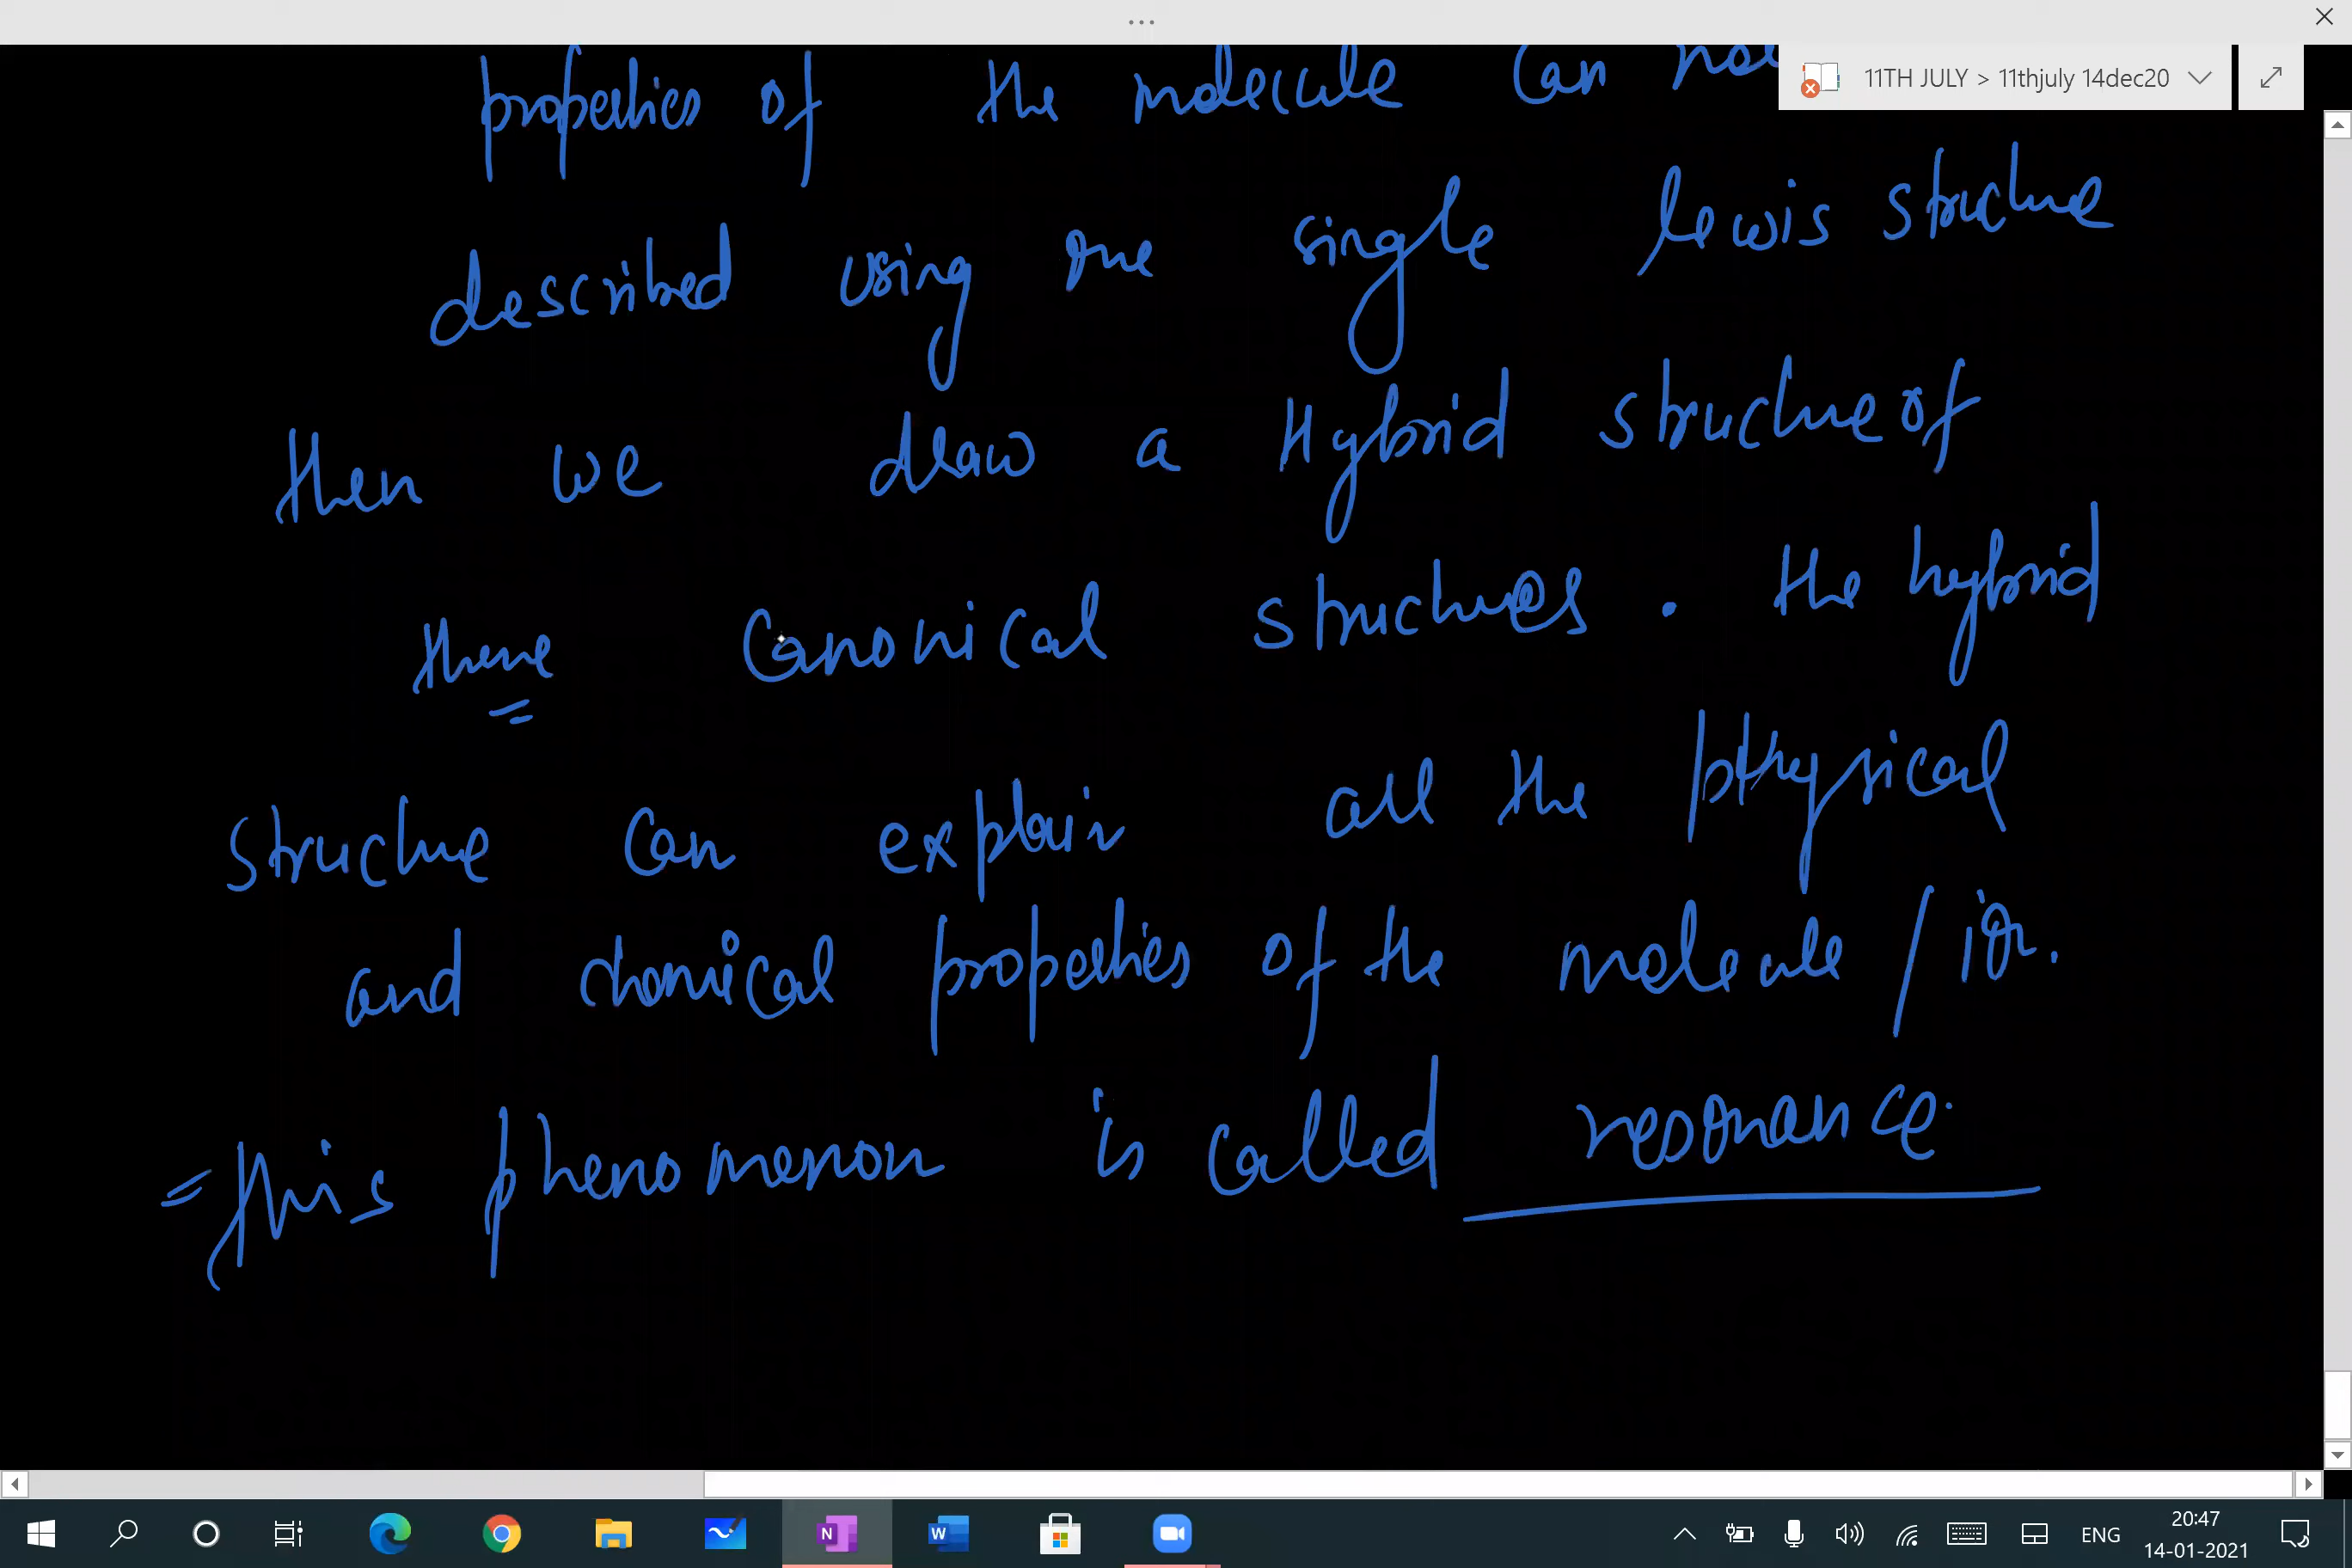 properties of the molecule can not
11TH JULY > 11thjuly 14dec20
described using one single lewis structure
then we draw a Hybrid structure of
there Canonical structures. the hybrid
structure can explain all the physical
and chemical properties of the molecule / ion.
= This phenomenon is called resonance.
ENG
20:47
14-01-2021